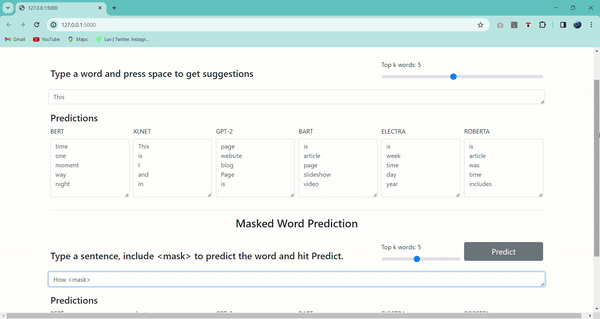 127.0.0.1:5000
127.0.0.1:5000
Gmail YouTube Maps Luv | Twitter, Instagr...
Top k words: 5
Type a word and press space to get suggestions
This
Predictions
BERT XLNET GPT-2 BART ELECTRA ROBERTA
time This page is is is
one is website article week article
moment I blog page time was
way and Page slideshow day time
night In is video year includes
Masked Word Prediction
Top k words: 5
Predict
Type a sentence, include <mask> to predict the word and hit Predict.
How <mask>
Predictions